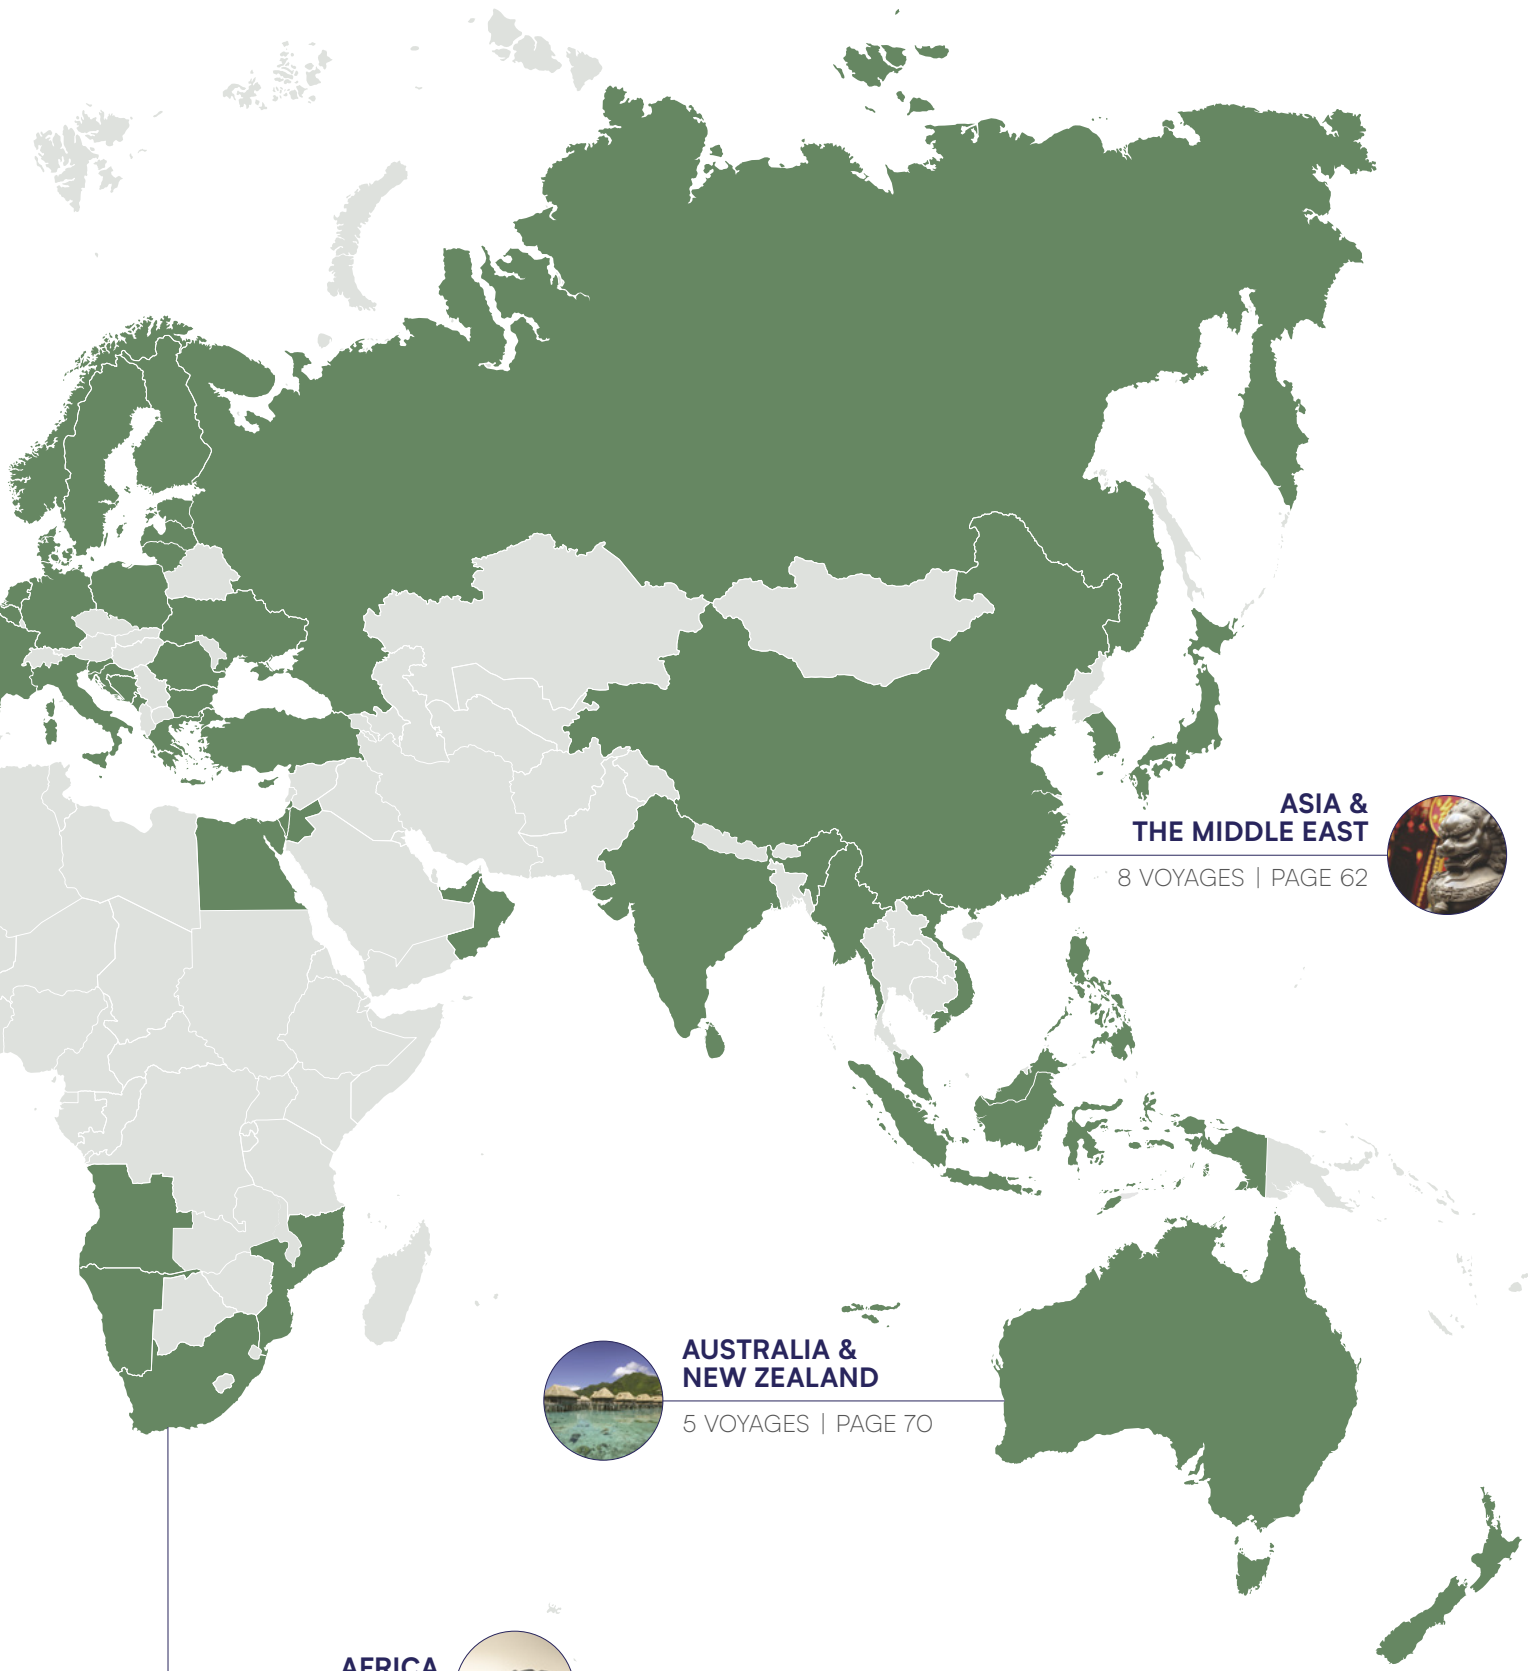 ASIA &
THE MIDDLE EAST
8 VOYAGES | PAGE 62
AUSTRALIA &
NEW ZEALAND
5 VOYAGES | PAGE 70
AFRICA